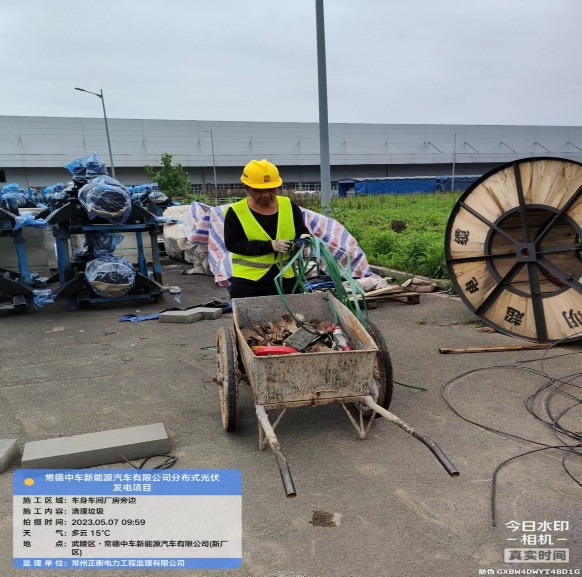 缆
明
超
常德中车新能源汽车有限公司分布式光伏
发电项目
施工区域：车身车间厂房旁边
施工内容：清理垃圾
拍摄时间：2023.05.07 09:59
天气：多云 15℃
地点：武陵区·常德中车新能源汽车有限公司(新厂
区)
监理单位：常州正衡电力工程监理有限公司
今日水印
相机
真实时间
防伪 GXBW4DWYT4BD1G